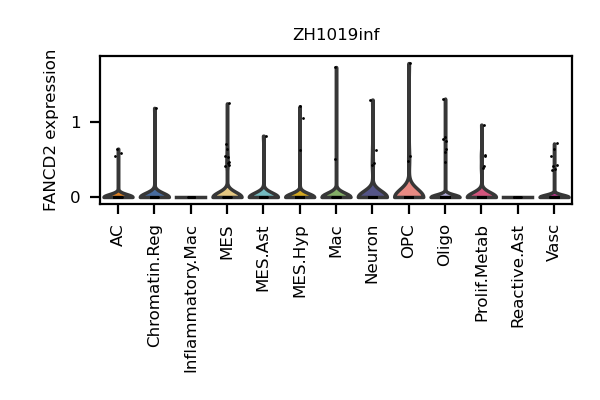 ZH1019inf
FANCD2 expression
1
0
AC
Chromatin.Reg
Inflammatory.Mac
MES
MES.Ast
MES.Hyp
Mac
Neuron
OPC
Oligo
Prolif.Metab
Reactive.Ast
Vasc